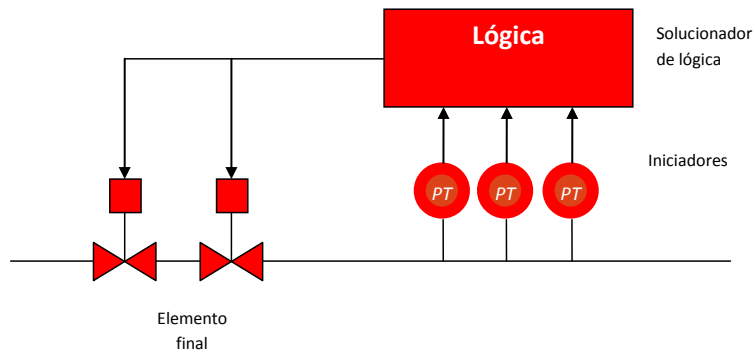 Lógica
Solucionador
de lógica
Iniciadores
PT
PT
PT
Elemento
final